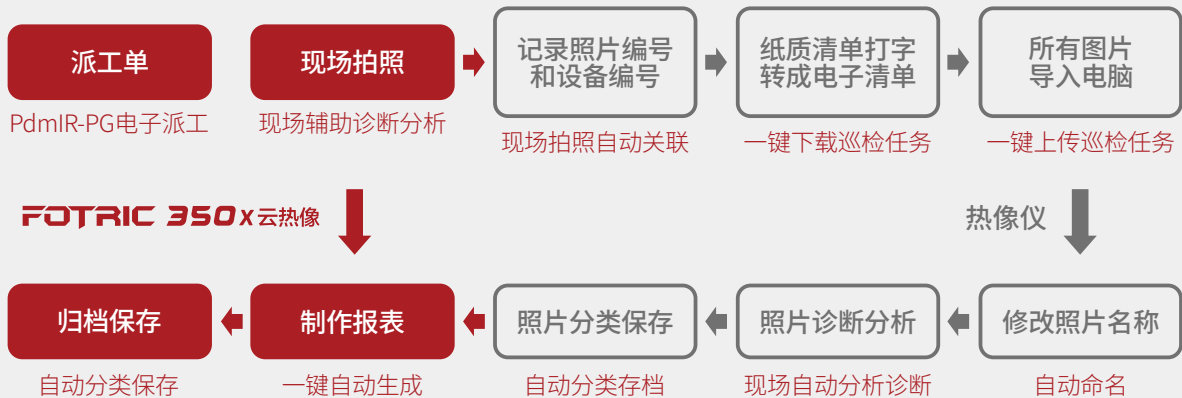 派工单
现场拍照
记录照片编号
和设备编号
纸质清单打字
转成电子清单
所有图片
导入电脑
PdmIR-PG电子派工
现场辅助诊断分析
现场拍照自动关联
一键下载巡检任务
一键上传巡检任务
FOTRIC 350X云热像
热像仪
归档保存
制作报表
照片分类保存
照片诊断分析
修改照片名称
自动分类保存
一键自动生成
自动分类存档
现场自动分析诊断
自动命名